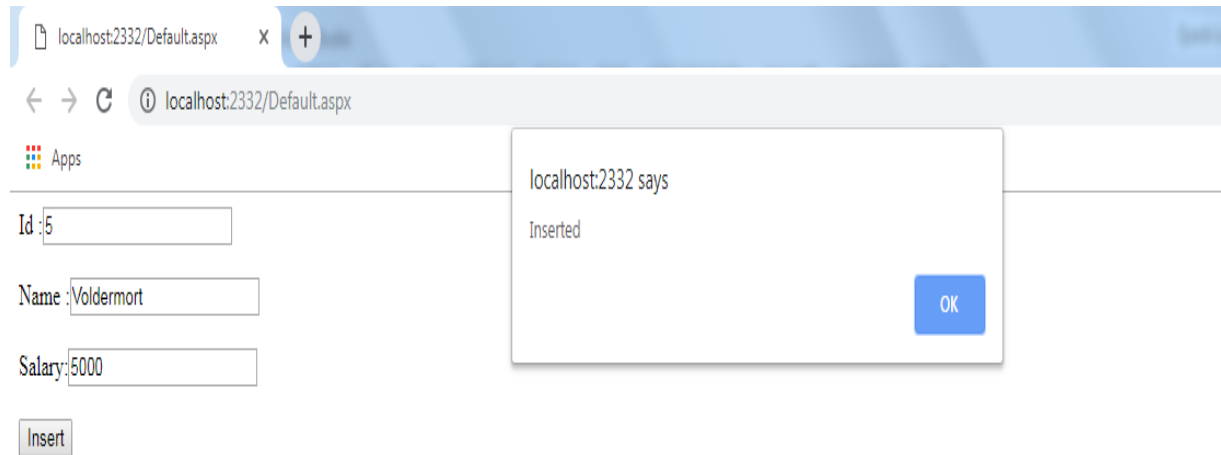 localhost:2332/Default.aspx x +
localhost:2332/Default.aspx
Apps
localhost:2332 says
Inserted
OK
Id :5
Name :Voldermort
Salary:5000
Insert